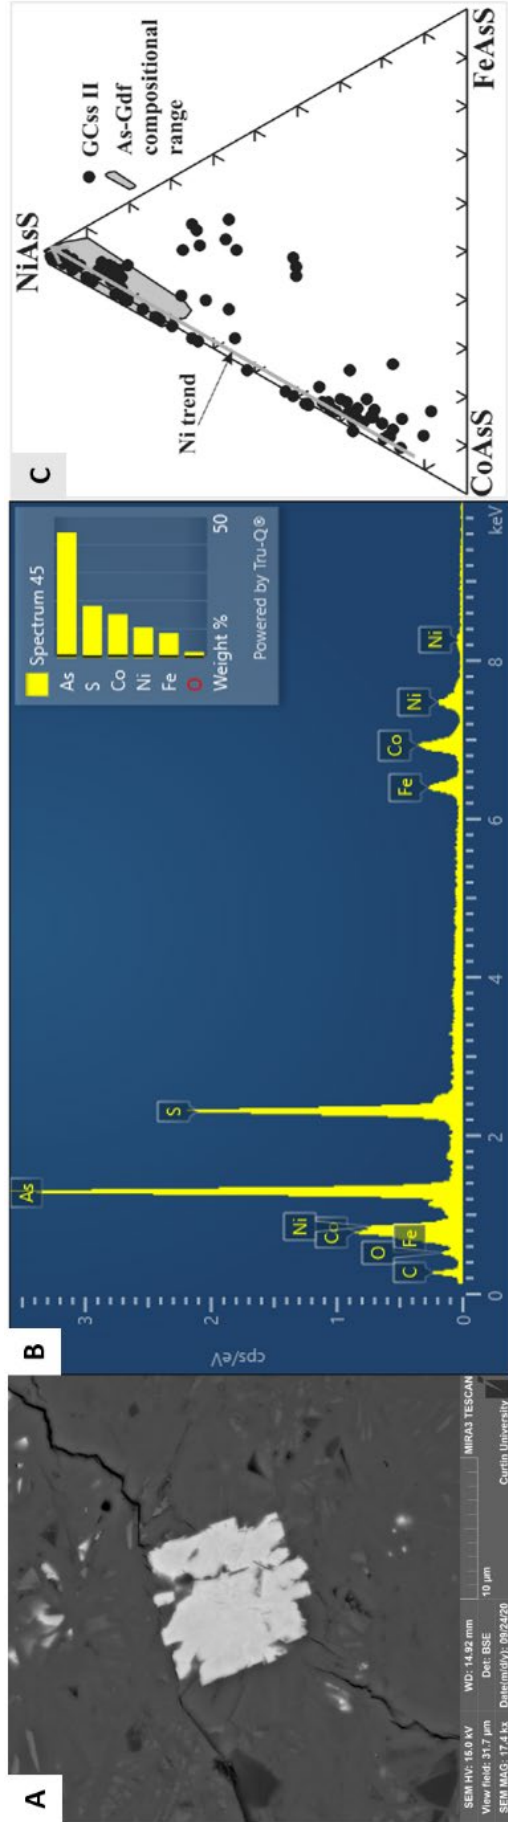 A
SEM HV: 15.0 kV
WD: 14.92 mm
MIRA3 TESCAN
View field: 31.7 µm
Det: BSE
10 µm
SEM MAG: 17.4 kx
Date(m/d/y): 09/24/20
Curtin University
B
cps/eV
3
2
1
0
As
S
Ni
Co
O
Fe
C
Fe
Co
Ni
Ni
0
2
4
6
8
keV
Spectrum 45
As
S
Co
Ni
Fe
O
Weight %
50
Powered by Tru-Q®
C
NiAsS
GCss II
As-Gdf
compositional
range
Ni trend
CoAsS
FeAsS